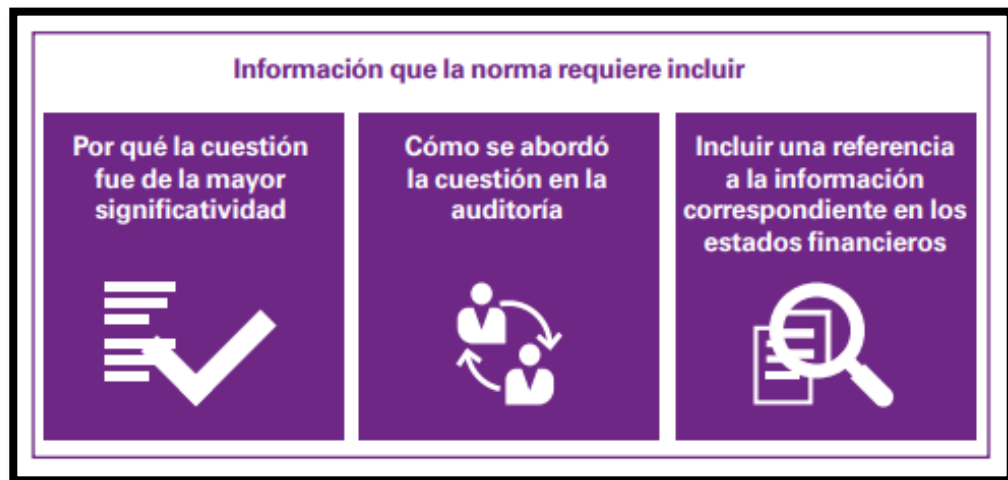 Información que la norma requiere incluir
Por qué la cuestión
fue de la mayor
significatividad
Cómo se abordó
la cuestión en la
auditoría
Incluir una referencia
a la información
correspondiente en los
estados financieros